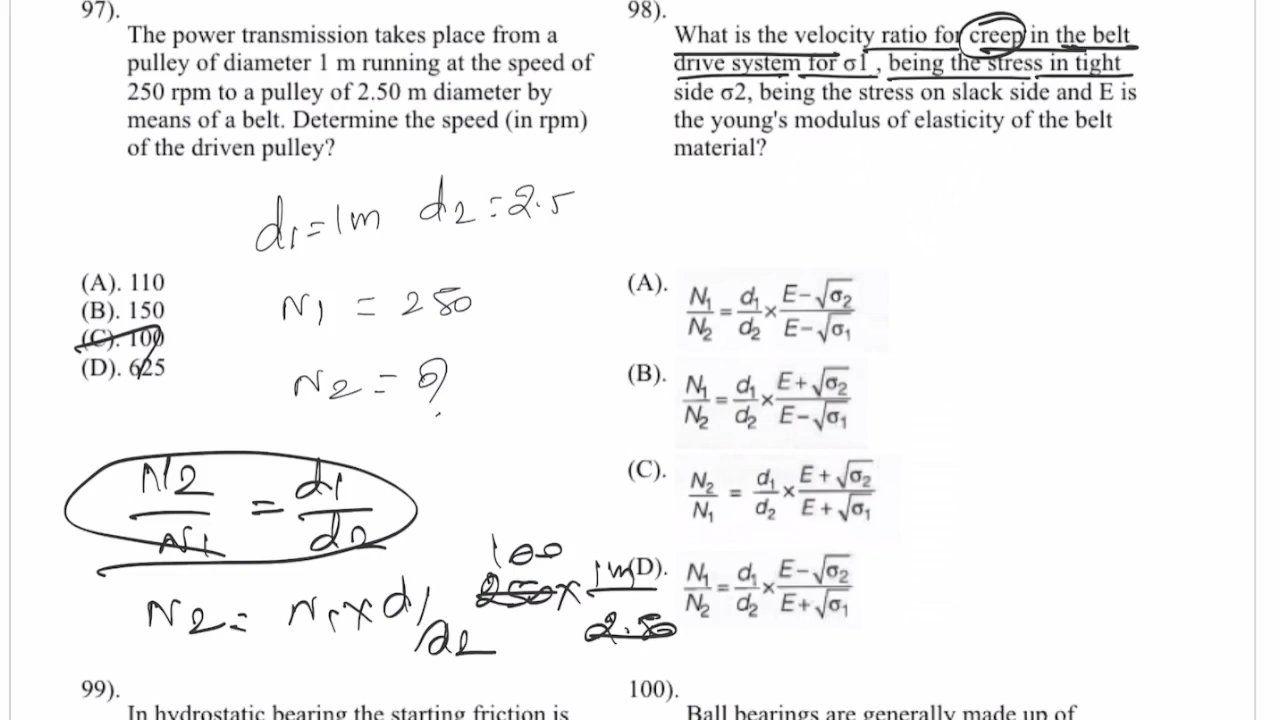 97).
The power transmission takes place from a
pulley of diameter 1 m running at the speed of
250 rpm to a pulley of 2.50 m diameter by
means of a belt. Determine the speed (in rpm)
of the driven pulley?
d1 = 1m d2 = 2.5
(A). 110
(B). 150
(C). 100
(D). 625
N1 = 250
N2 = ?
N2/N1 = d1/d2
N2 = N1 x d1/d2 250 x 1m/2.50
100
98).
What is the velocity ratio for creep in the belt
drive system for σ1 , being the stress in tight
side σ2, being the stress on slack side and E is
the young's modulus of elasticity of the belt
material?
(A). N₁/N₂ = d₁/d₂ × E−√σ₂/E−√σ₁
(B). N₁/N₂ = d₁/d₂ × E+√σ₂/E−√σ₁
(C). N₂/N₁ = d₁/d₂ × E+√σ₂/E+√σ₁
(D). N₁/N₂ = d₁/d₂ × E−√σ₂/E+√σ₁
99).
In hydrostatic bearing the starting friction is
100).
Ball bearings are generally made up of